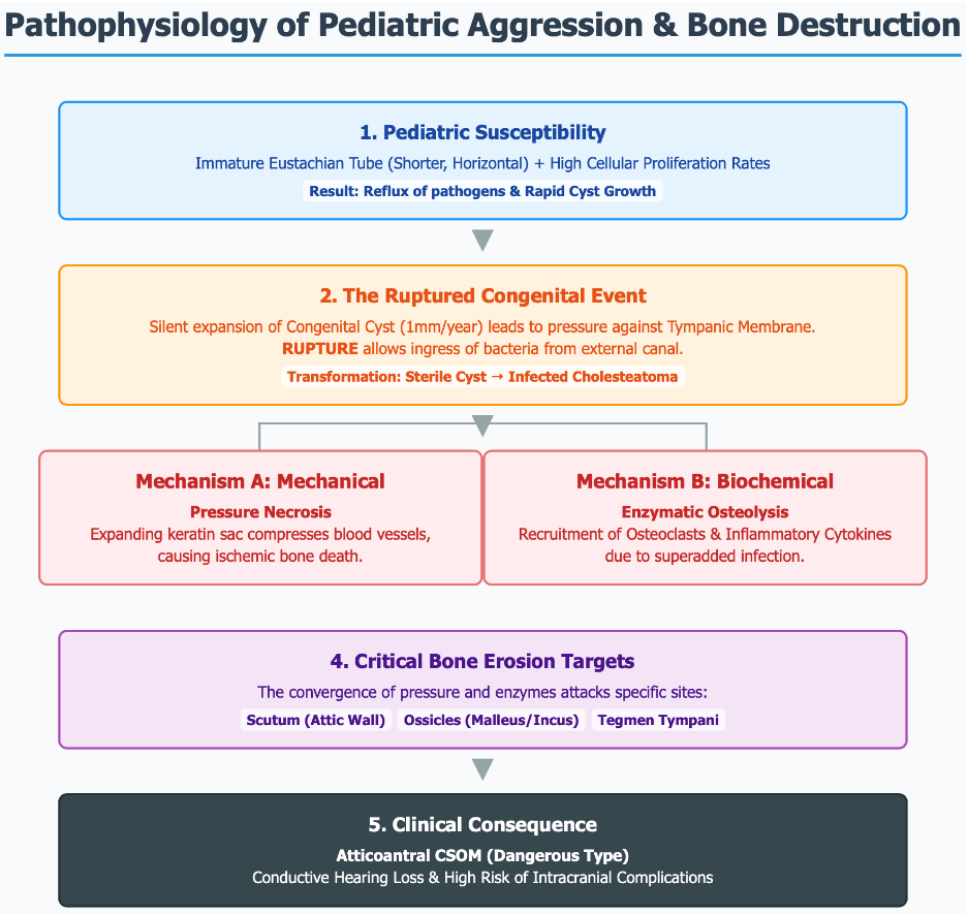 Pathophysiology of Pediatric Aggression & Bone Destruction
1. Pediatric Susceptibility
Immature Eustachian Tube (Shorter, Horizontal) + High Cellular Proliferation Rates
Result: Reflux of pathogens & Rapid Cyst Growth
2. The Ruptured Congenital Event
Silent expansion of Congenital Cyst (1mm/year) leads to pressure against Tympanic Membrane.
RUPTURE allows ingress of bacteria from external canal.
Transformation: Sterile Cyst → Infected Cholesteatoma
Mechanism A: Mechanical
Pressure Necrosis
Expanding keratin sac compresses blood vessels,
causing ischemic bone death.
Mechanism B: Biochemical
Enzymatic Osteolysis
Recruitment of Osteoclasts & Inflammatory Cytokines
due to superadded infection.
4. Critical Bone Erosion Targets
The convergence of pressure and enzymes attacks specific sites:
Scutum (Attic Wall) Ossicles (Malleus/Incus) Tegmen Tympani
5. Clinical Consequence
Atticoantral CSOM (Dangerous Type)
Conductive Hearing Loss & High Risk of Intracranial Complications